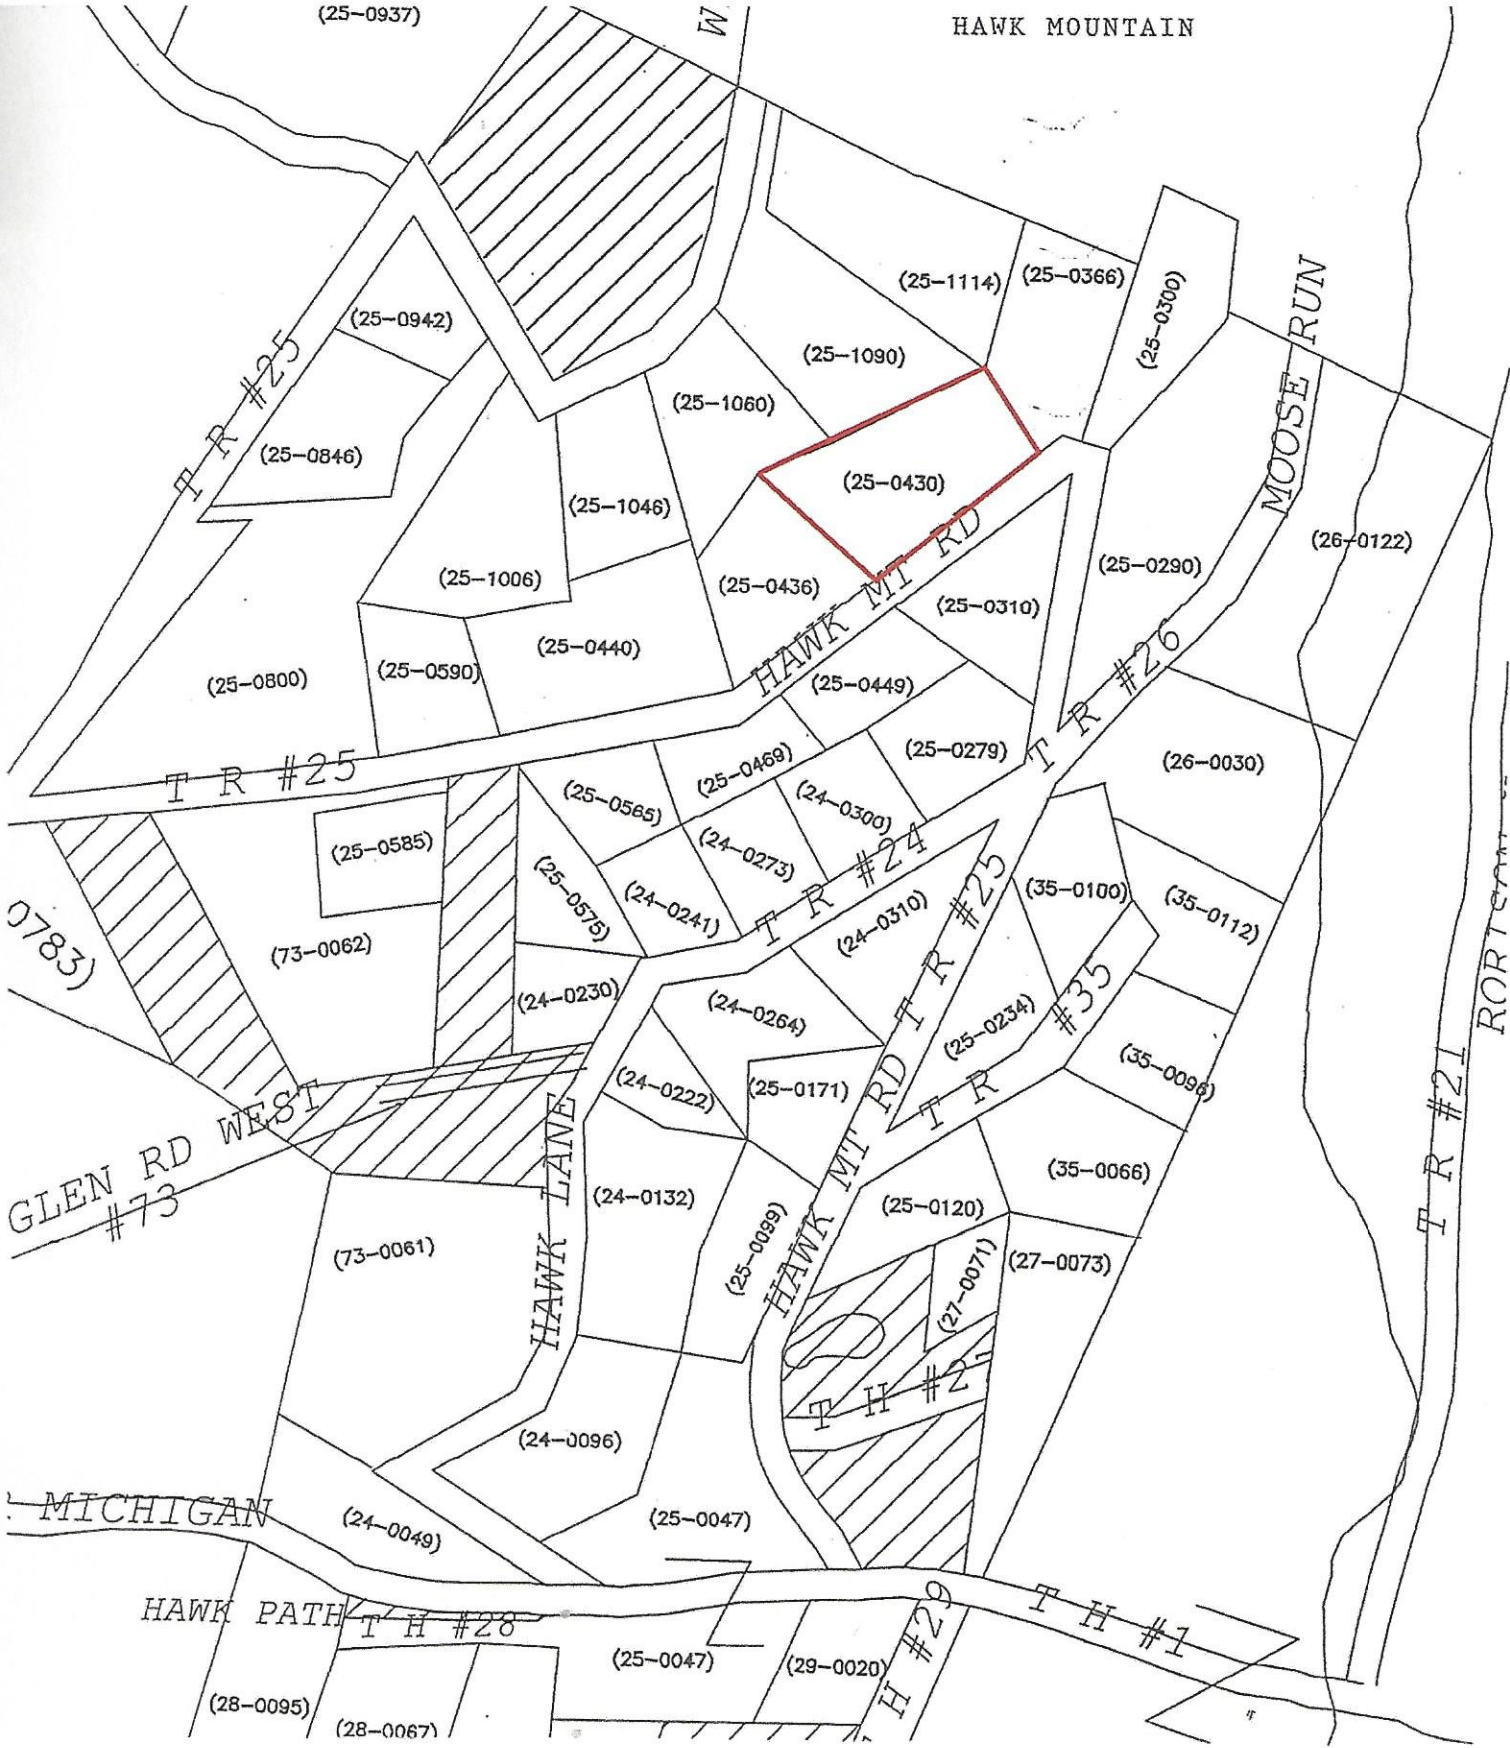 (25-0937)
W
HAWK MOUNTAIN
(25-1114)
(25-0366)
(25-0300)
MOOSE RUN
(25-0942)
T R #25
(25-1090)
(25-1060)
(25-0846)
(25-0430)
MOOSE RUN
(25-1046)
HAWK MT RD
(26-0122)
(25-1006)
(25-0436)
(25-0290)
(25-0310)
(25-0440)
(25-0590)
(25-0800)
(25-0449)
T R #26
(25-0279)
(26-0030)
T R #25
(25-0469)
(25-0565)
(24-0300)
(25-0585)
(24-0273)
T R #24
(25-0575)
(24-0241)
(24-0310)
(35-0100)
(35-0112)
0783)
(73-0062)
(24-0230)
(24-0264)
HAWK MT RD T R #25
(25-0234)
T R #35
(35-0096)
(24-0222)
(25-0171)
GLEN RD WEST
#73
T R #21
(24-0132)
(35-0066)
(25-0120)
(25-0099)
(73-0061)
HAWK LANE
(27-0071)
(27-0073)
T H #27
(24-0096)
MICHIGAN
(24-0049)
(25-0047)
HAWK PATH T H #28
H #29
T H #1
(25-0047)
(29-0020)
(28-0095)
(28-0067)